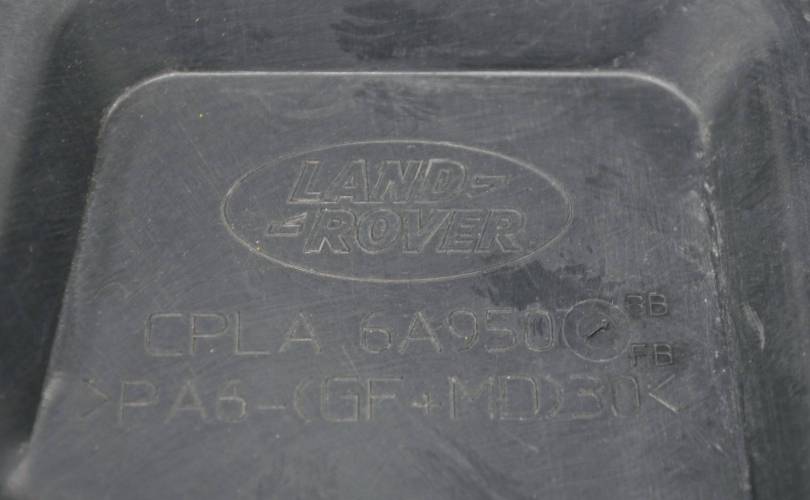 LAND
ROVER
CPLA 6A950 BB
FB
>PA6-(GF+MD)30<